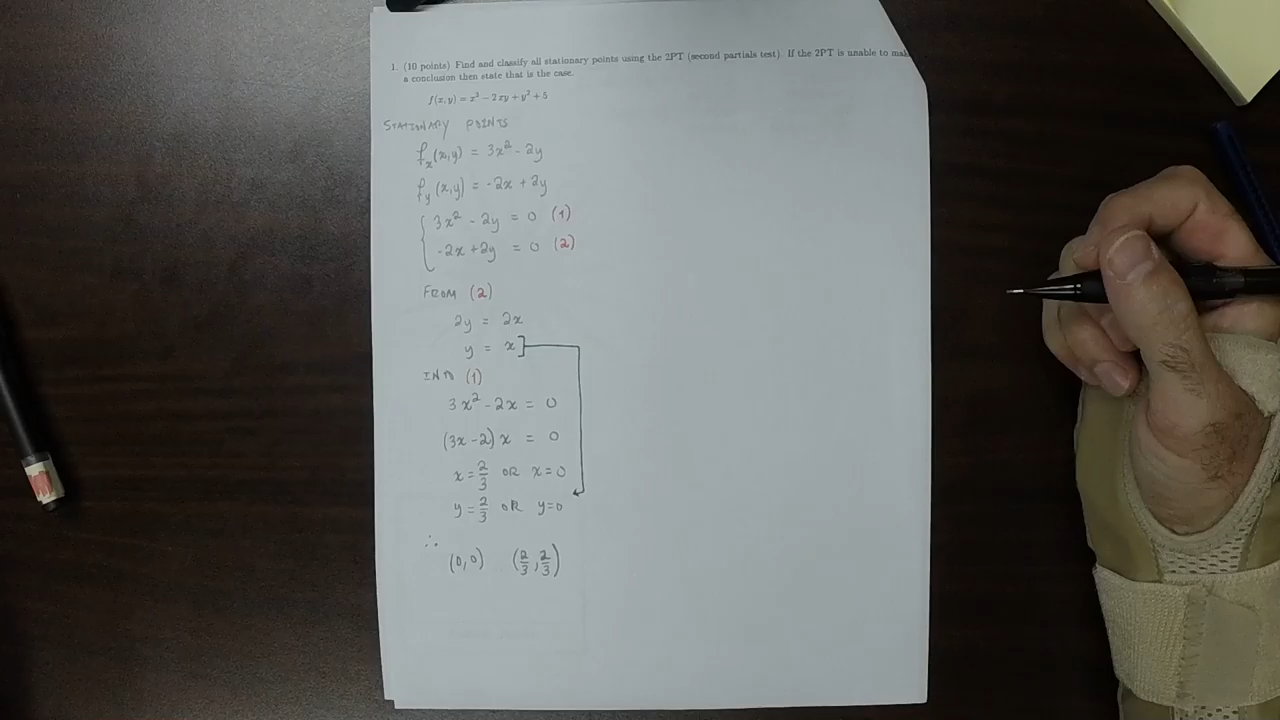 1. (10 points) Find and classify all stationary points using the 2PT (second partials test). If the 2PT is unable to mak
a conclusion then state that is the case.
f(x, y) = x³ − 2xy + y² + 5
STATIONARY POINTS
fₓ(x,y) = 3x² - 2y
f_y(x,y) = -2x + 2y
{ 3x² - 2y = 0 (1)
-2x + 2y = 0 (2)
FROM (2)
2y = 2x
y = x]
INTO (1)
3x² - 2x = 0
(3x - 2)x = 0
x = 2/3 OR x = 0
y = 2/3 OR y = 0
∴
(0,0) (2/3, 2/3)